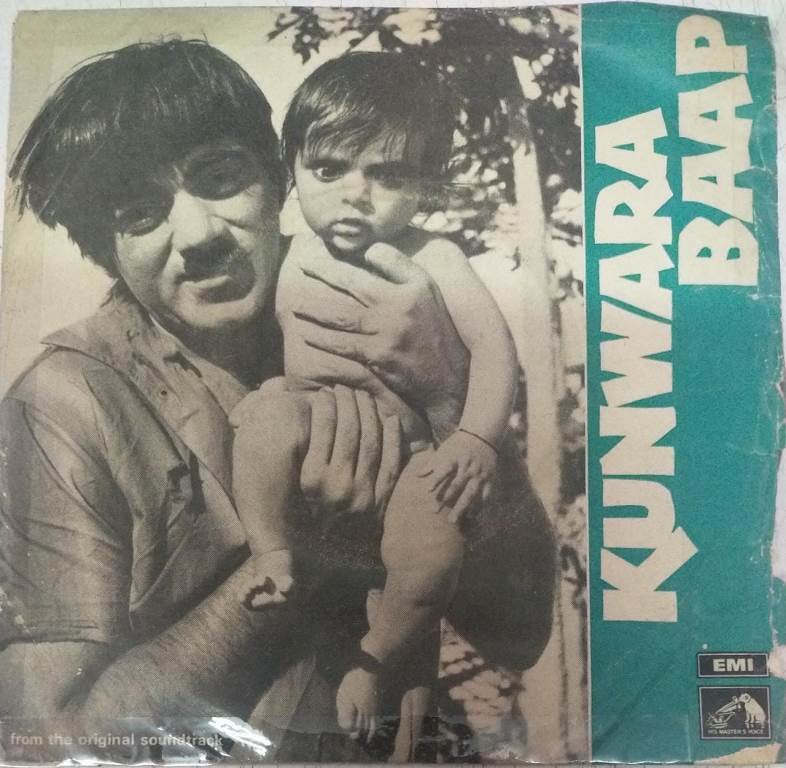 KUNWARA
BAAP
EMI
HIS MASTER'S VOICE
from the original soundtrack